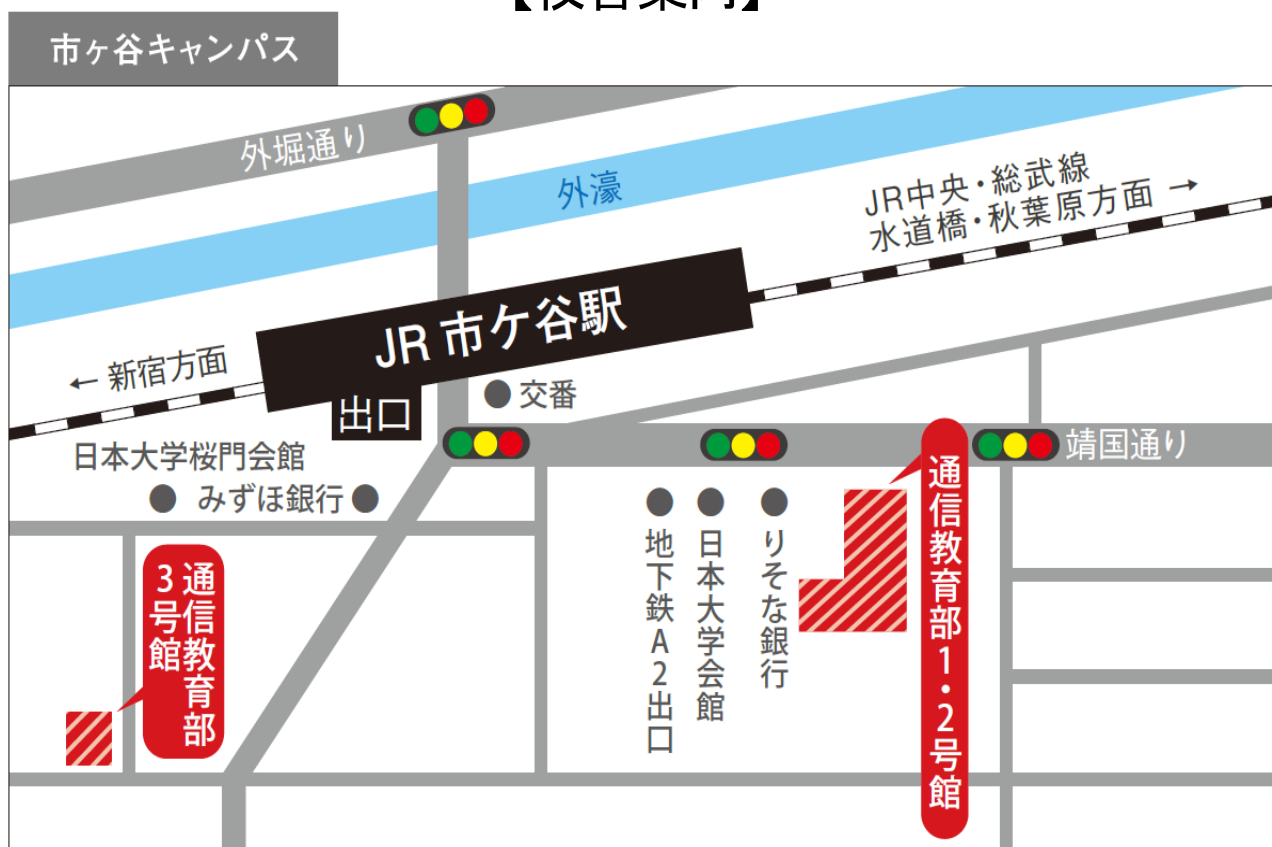 【校舎案内】
市ヶ谷キャンパス
外堀通り
外濠
JR中央・総武線
水道橋・秋葉原方面 →
JR 市ケ谷駅
← 新宿方面
出口
● 交番
日本大学桜門会館
● みずほ銀行 ●
靖国通り
通信教育部
3号館
● 地下鉄A2出口
● 日本大学会館
● りそな銀行
通信教育部1・2号館